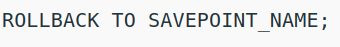 ROLLBACK TO SAVEPOINT_NAME;